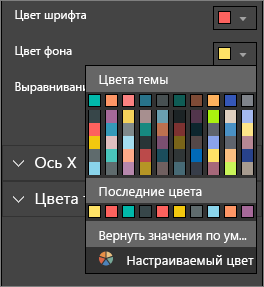 Цвет шрифта
Цвет фона
Выравнивани
Цвета темы
Ось X
Последние цвета
Цвета
Вернуть значения по ум...
Настраиваемый цвет